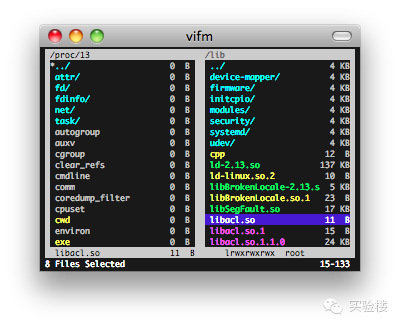 vifm
/proc/13 /lib
*../ 0 B ../ 4 KB
attr/ 0 B device-mapper/ 4 KB
fd/ 0 B firmware/ 4 KB
fdinfo/ 0 B initcpio/ 4 KB
net/ 0 B modules/ 4 KB
task/ 0 B security/ 4 KB
autogroup 0 B systemd/ 4 KB
auxv 0 B udev/ 4 KB
cgroup 0 B cpp 12 B
clear_refs 0 B ld-2.13.so 137 KB
cmdline 0 B ld-linux.so.2 10 B
comm 0 B libBrokenLocale-2.13.s 5 KB
coredump_filter 0 B libBrokenLocale.so.1 23 B
cpuset 0 B libSegFault.so 17 KB
cwd 0 B libacl.so 11 B
environ 0 B libacl.so.1 15 B
exe 0 B libacl.so.1.1.0 24 KB
libacl.so 11 B lrwxrwxrwx root
8 Files Selected 15-133
实验楼